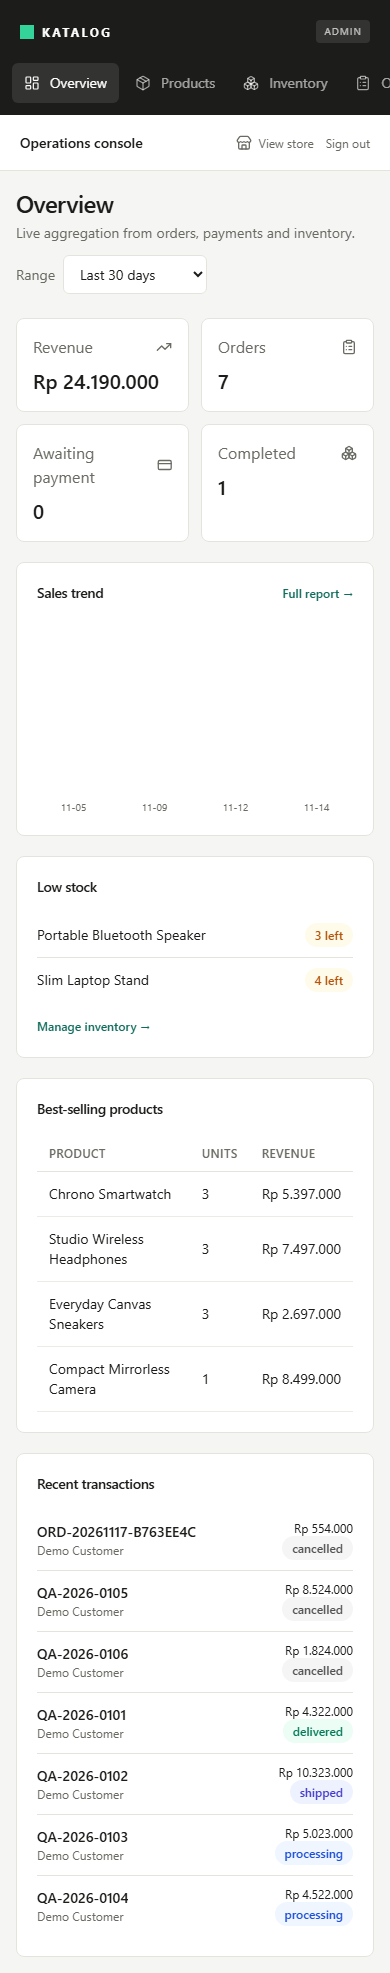 KATALOG
ADMIN
Overview
Products
Inventory
Operations console
View store
Sign out
Overview
Live aggregation from orders, payments and inventory.
Range
Last 30 days
Revenue
Rp 24.190.000
Orders
7
Awaiting payment
0
Completed
1
Sales trend
Full report →
11-05
11-09
11-12
11-14
Low stock
Portable Bluetooth Speaker
3 left
Slim Laptop Stand
4 left
Manage inventory →
Best-selling products
PRODUCT UNITS REVENUE
Chrono Smartwatch 3 Rp 5.397.000
Studio Wireless Headphones 3 Rp 7.497.000
Everyday Canvas Sneakers 3 Rp 2.697.000
Compact Mirrorless Camera 1 Rp 8.499.000
Recent transactions
ORD-20261117-B763EE4C Rp 554.000
Demo Customer cancelled
QA-2026-0105 Rp 8.524.000
Demo Customer cancelled
QA-2026-0106 Rp 1.824.000
Demo Customer cancelled
QA-2026-0101 Rp 4.322.000
Demo Customer delivered
QA-2026-0102 Rp 10.323.000
Demo Customer shipped
QA-2026-0103 Rp 5.023.000
Demo Customer processing
QA-2026-0104 Rp 4.522.000
Demo Customer processing